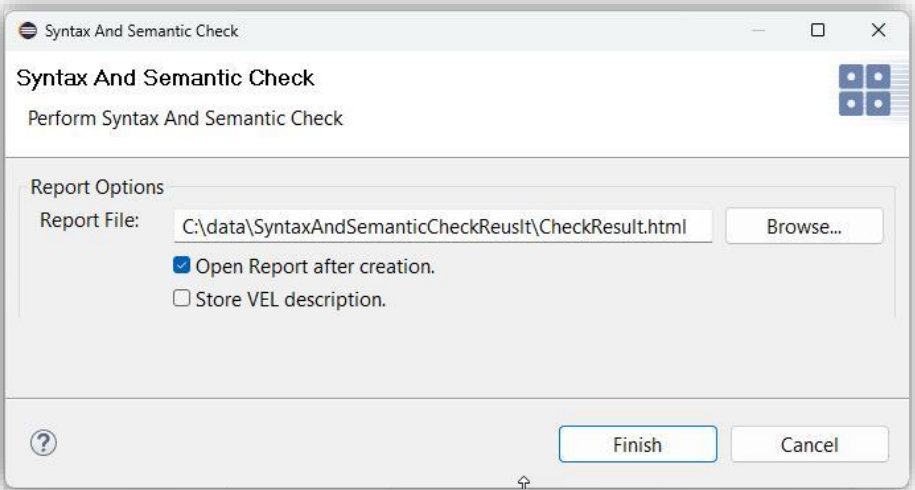 Syntax And Semantic Check
Syntax And Semantic Check
Perform Syntax And Semantic Check
Report Options
Report File: C:\data\SyntaxAndSemanticCheckReuslt\CheckResult.html Browse...
Open Report after creation.
Store VEL description.
? Finish Cancel